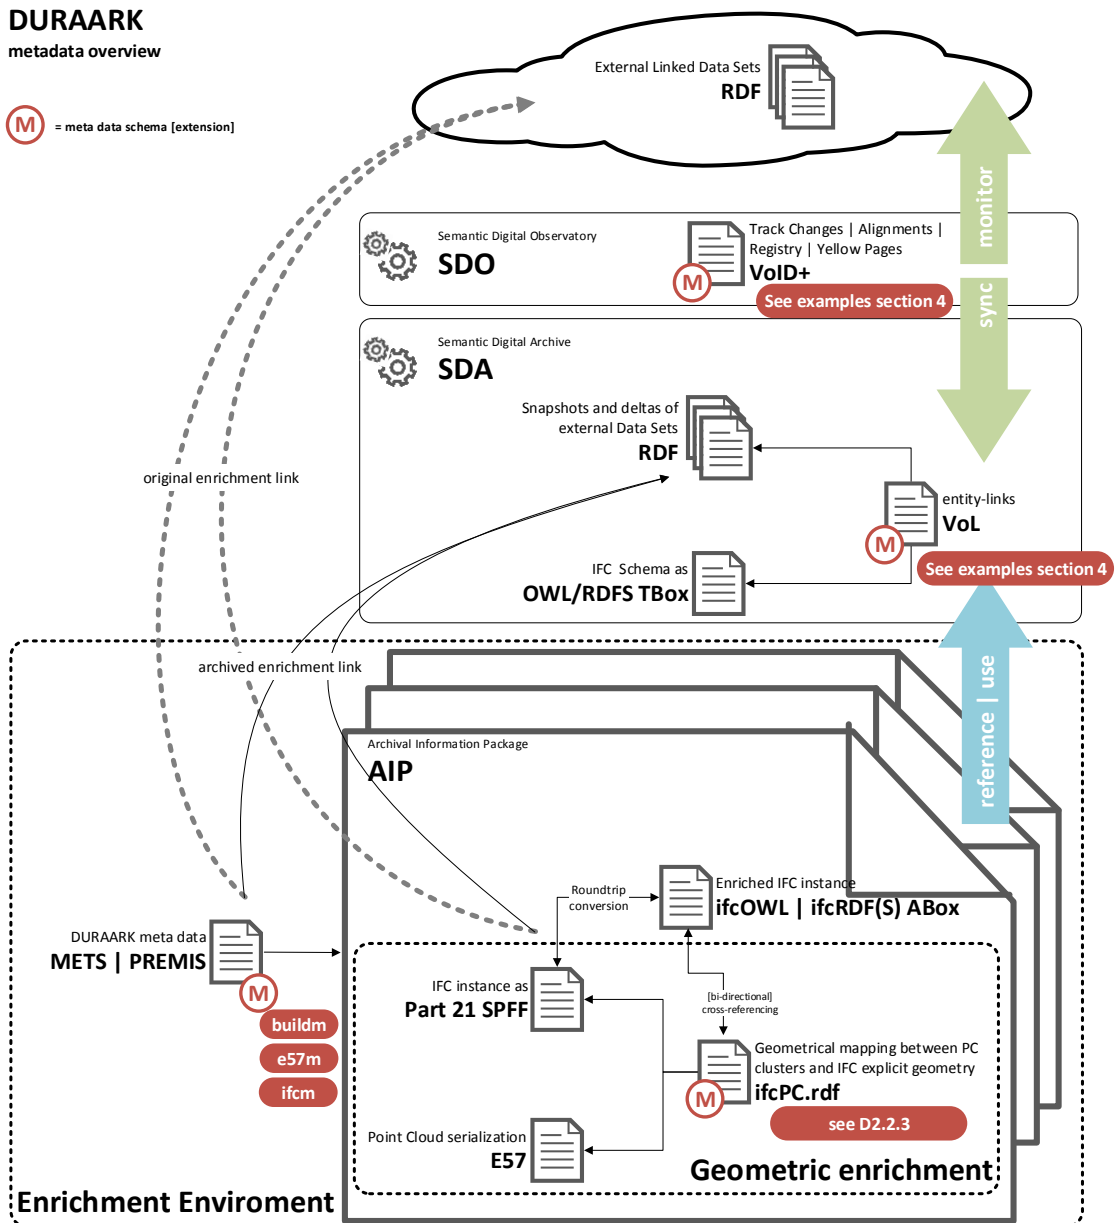 DURAARK
metadata overview
M
= meta data schema [extension]
External Linked Data Sets
RDF
monitor
Semantic Digital Observatory
SDO
Track Changes | Alignments |
Registry | Yellow Pages
VoID+
M
See examples section 4
sync
Semantic Digital Archive
SDA
Snapshots and deltas of
external Data Sets
RDF
original enrichment link
entity-links
VoL
M
See examples section 4
IFC Schema as
OWL/RDFS TBox
archived enrichment link
reference | use
Archival Information Package
AIP
Roundtrip
conversion
Enriched IFC instance
ifcOWL | ifcRDF(S) ABox
DURAARK meta data
METS | PREMIS
M
buildm
e57m
ifcm
IFC instance as
Part 21 SPFF
[bi-directional]
cross-referencing
Geometrical mapping between PC
clusters and IFC explicit geometry
ifcPC.rdf
M
see D2.2.3
Point Cloud serialization
E57
Geometric enrichment
Enrichment Enviroment